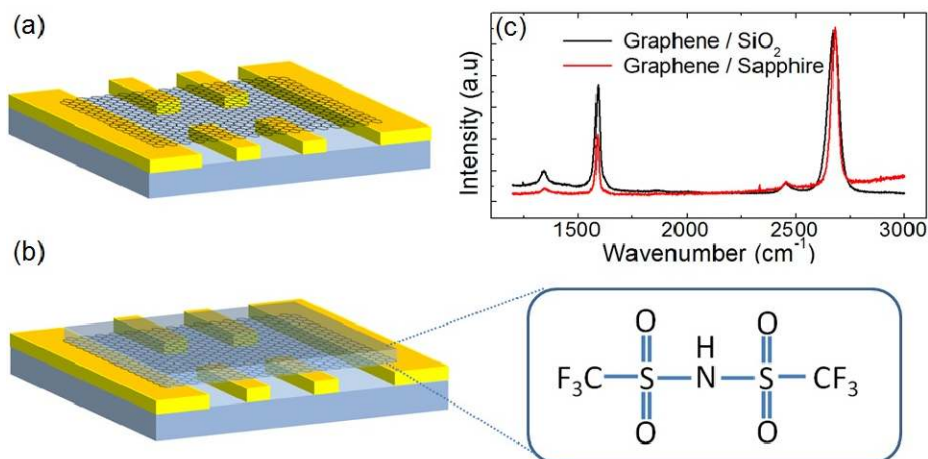 (a)
(c)
Graphene / SiO₂
Graphene / Sapphire
Intensity (a.u)
1500 2000 2500 3000
Wavenumber (cm⁻¹)
(b)
O O
H
F₃C S N S CF₃
O O